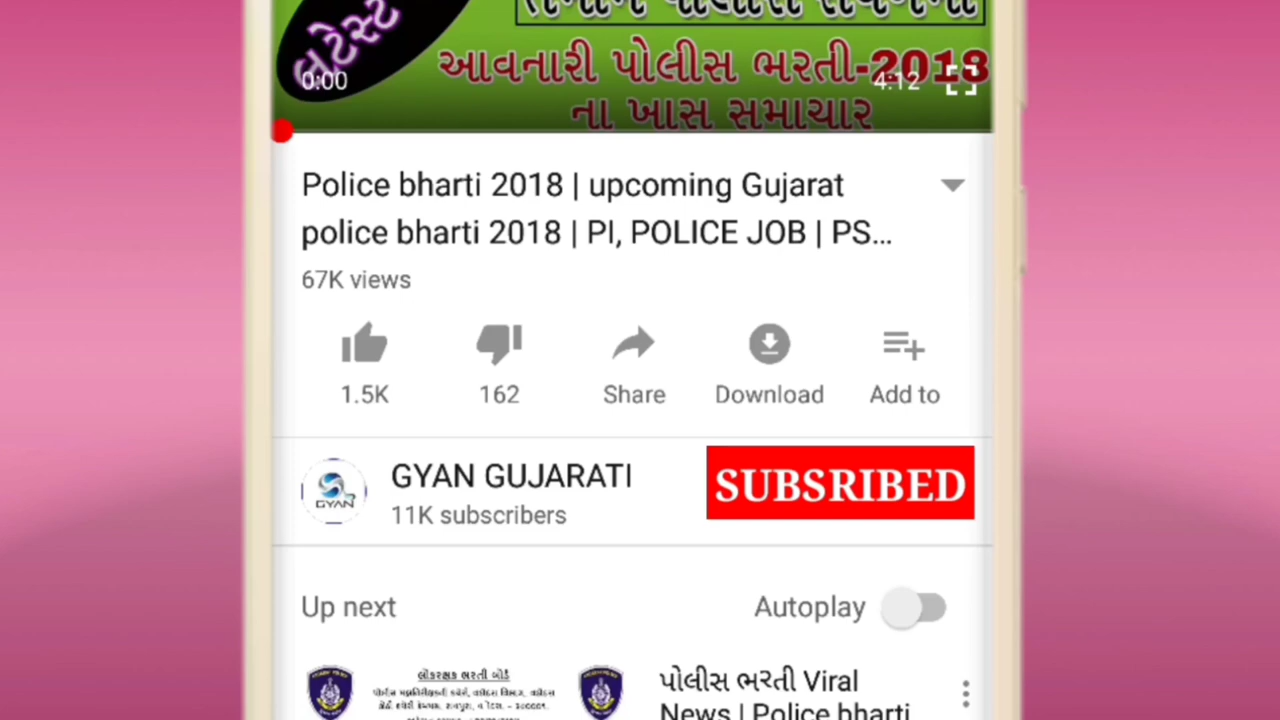 લેટેસ્ટ
આવનારી પોલીસ ભરતી-2018
0:00
4:12
ના ખાસ સમાચાર
Police bharti 2018 | upcoming Gujarat
police bharti 2018 | PI, POLICE JOB | PS...
67K views
1.5K 162 Share Download Add to
GYAN GUJARATI
SUBSRIBED
GYAN
11K subscribers
Up next Autoplay
લોકરક્ષક ભરતી બોર્ડ
પોલીસ ભરતી Viral
News | Police bharti